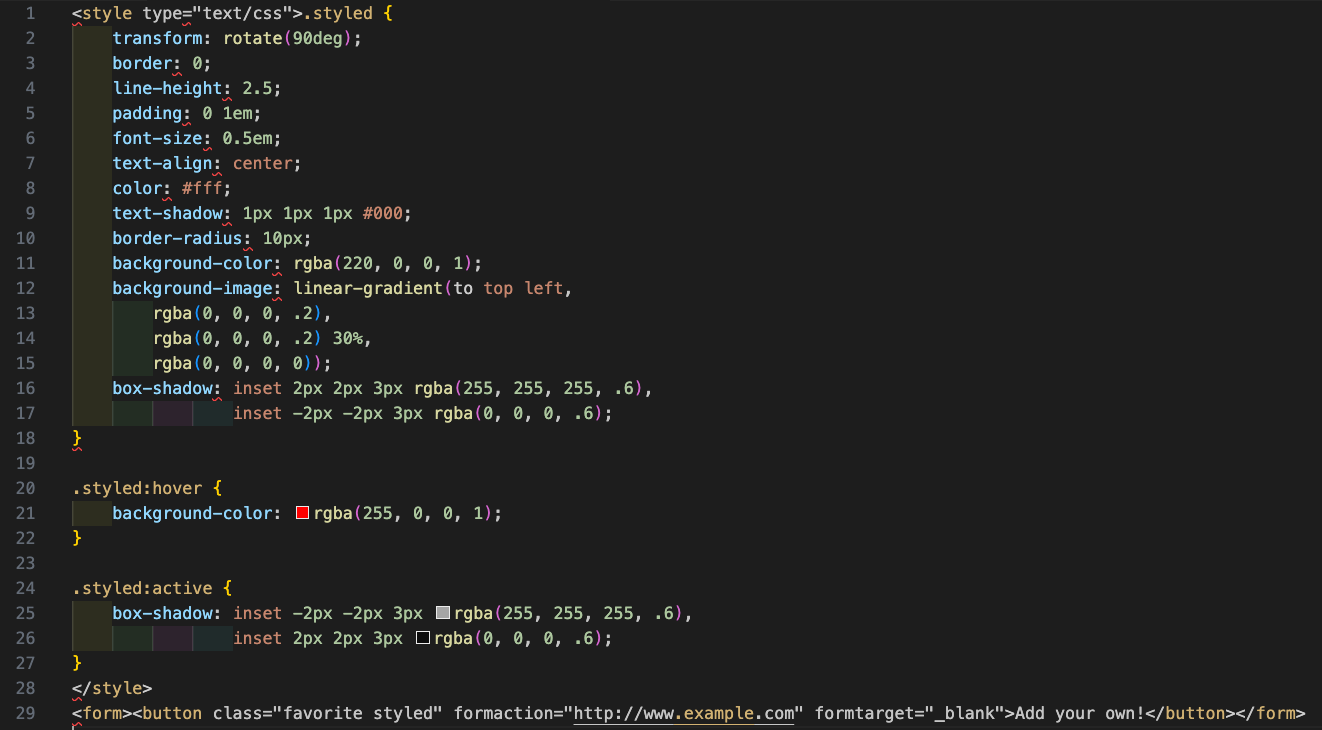 1 <style type="text/css">.styled {
2 transform: rotate(90deg);
3 border: 0;
4 line-height: 2.5;
5 padding: 0 1em;
6 font-size: 0.5em;
7 text-align: center;
8 color: #fff;
9 text-shadow: 1px 1px 1px #000;
10 border-radius: 10px;
11 background-color: rgba(220, 0, 0, 1);
12 background-image: linear-gradient(to top left,
13 rgba(0, 0, 0, .2),
14 rgba(0, 0, 0, .2) 30%,
15 rgba(0, 0, 0, 0));
16 box-shadow: inset 2px 2px 3px rgba(255, 255, 255, .6),
17 inset -2px -2px 3px rgba(0, 0, 0, .6);
18 }
19
20 .styled:hover {
21 background-color: rgba(255, 0, 0, 1);
22 }
23
24 .styled:active {
25 box-shadow: inset -2px -2px 3px rgba(255, 255, 255, .6),
26 inset 2px 2px 3px rgba(0, 0, 0, .6);
27 }
28 </style>
29 <form><button class="favorite styled" formaction="http://www.example.com" formtarget="_blank">Add your own!</button></form>